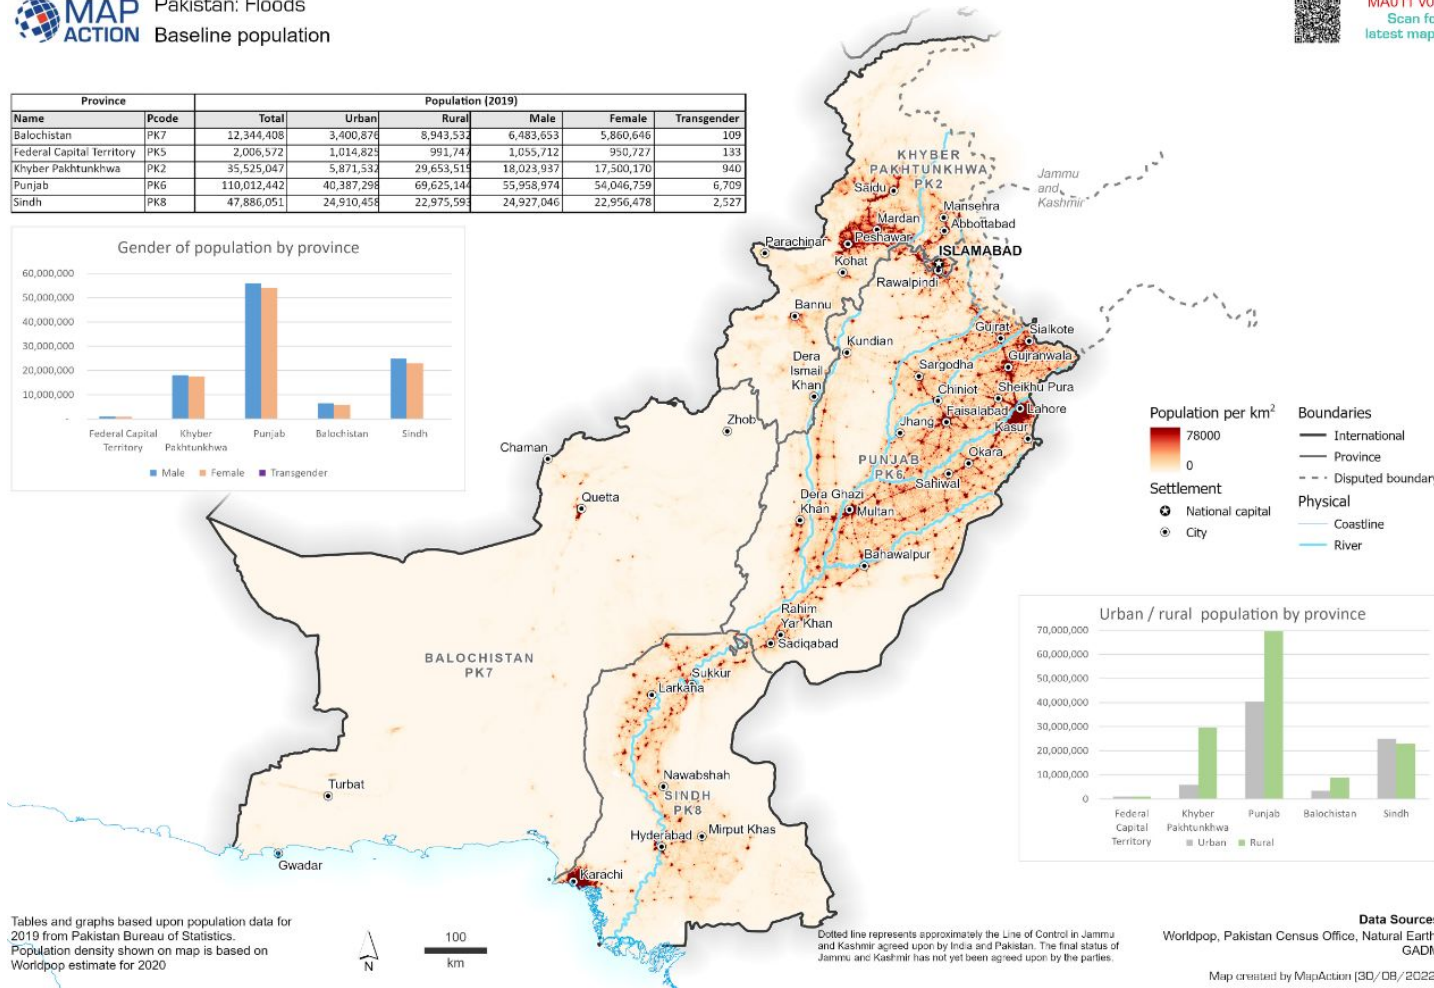 MAP
ACTION
Pakistan: Floods
Baseline population
MA011
Scan fo
latest map
Province Population (2019)
Name Pcode Total Urban Rural Male Female Transgender
Balochistan PK7 12,344,408 3,400,876 8,943,532 6,483,653 5,860,646 109
Federal Capital Territory PK5 2,006,572 1,014,825 991,747 1,055,712 950,727 133
Khyber Pakhtunkhwa PK2 35,525,047 5,871,532 29,653,515 18,023,937 17,500,170 940
Punjab PK6 110,012,442 40,387,298 69,625,144 55,958,974 54,046,759 6,709
Sindh PK8 47,886,051 24,910,458 22,975,593 24,927,046 22,956,478 2,527
Gender of population by province
60,000,000
50,000,000
40,000,000
30,000,000
20,000,000
10,000,000
-
Federal Capital
Territory
Khyber
Pakhtunkhwa
Punjab
Balochistan
Sindh
Male Female Transgender
KHYBER
PAKHTUNKHWA
PK2
Jammu
and
Kashmir
Saidu
Mansehra
Mardan
Abbottabad
Parachinar
Peshawar
ISLAMABAD
Kohat
Rawalpindi
Bannu
Gujrat
Sialkote
Kundian
Dera
Ismail
Khan
Gujranwala
Sargodha
Chiniot
Sheikhu Pura
Faisalabad
Lahore
Zhob
Jhang
Kasur
Chaman
PUNJAB
PK6
Okara
Sahiwal
Quetta
Dera Ghazi
Khan
Multan
Bahawalpur
Rahim
Yar Khan
Sadiqabad
BALOCHISTAN
PK7
Sukkur
Larkana
Turbat
Nawabshah
SINDH
PK8
Hyderabad
Mirput Khas
Gwadar
Karachi
Population per km²
78000
0
Settlement
National capital
City
Boundaries
International
Province
Disputed boundary
Physical
Coastline
River
Urban / rural population by province
70,000,000
60,000,000
50,000,000
40,000,000
30,000,000
20,000,000
10,000,000
0
Federal
Capital
Territory
Khyber
Pakhtunkhwa
Punjab
Balochistan
Sindh
Urban Rural
Tables and graphs based upon population data for
2019 from Pakistan Bureau of Statistics.
Population density shown on map is based on
Worldpop estimate for 2020
N
100
km
Dotted line represents approximately the Line of Control in Jammu
and Kashmir agreed upon by India and Pakistan. The final status of
Jammu and Kashmir has not yet been agreed upon by the parties.
Data Sources
Worldpop, Pakistan Census Office, Natural Earth
GADM
Map created by MapAction (30/08/2022